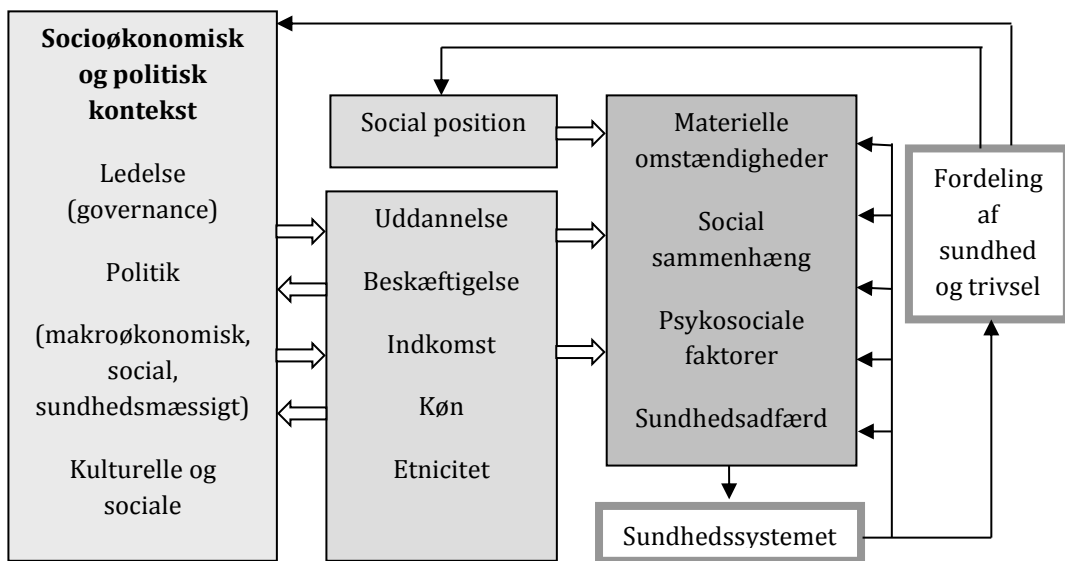 Socioøkonomisk
og politisk
kontekst
Ledelse
(governance)
Politik
(makroøkonomisk,
social,
sundhedsmæssigt)
Kulturelle og
sociale
Social position
Uddannelse
Beskæftigelse
Indkomst
Køn
Etnicitet
Materielle
omstændigheder
Social
sammenhæng
Psykosociale
faktorer
Sundhedsadfærd
Sundhedssystemet
Fordeling
af
sundhed
og trivsel